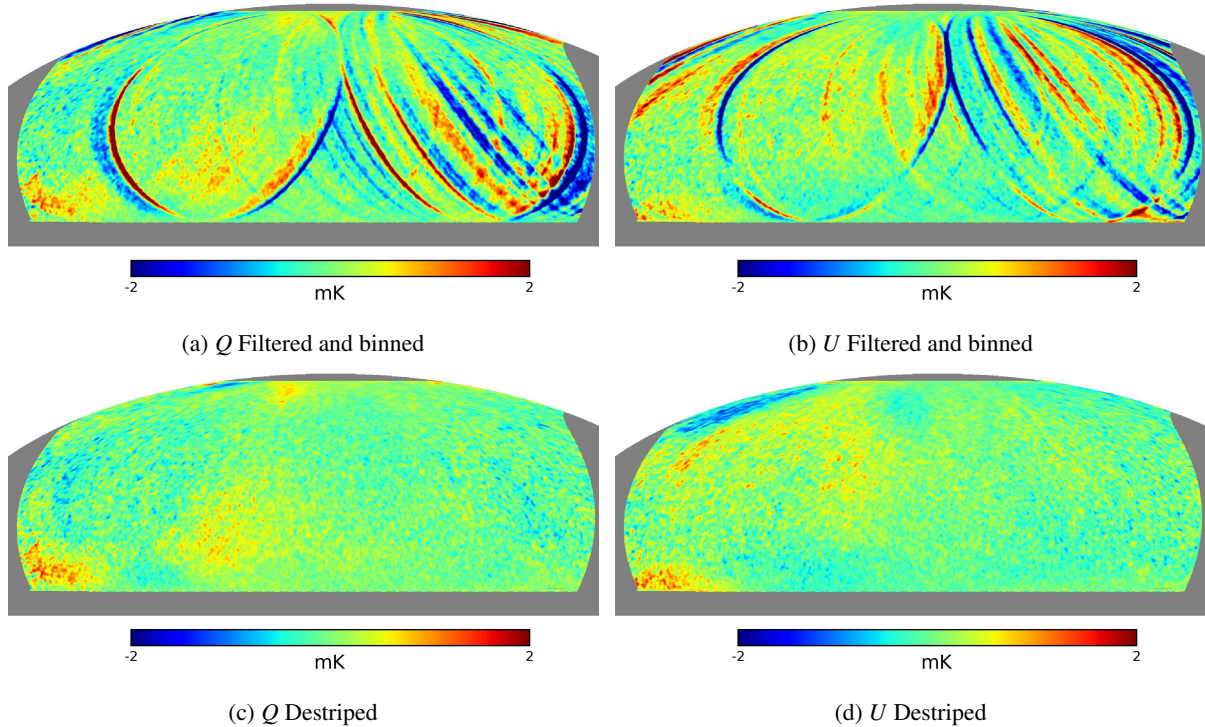 -2 2 -2 2
mK mK
(a) Q Filtered and binned (b) U Filtered and binned
-2 2 -2 2
mK mK
(c) Q Destriped (d) U Destriped